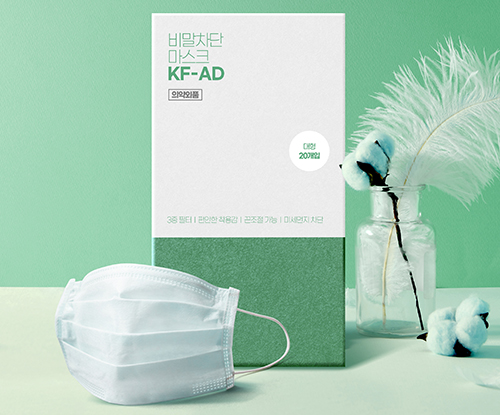 비말차단
마스크
KF-AD
의약외품
대형
20개입
3중 필터 | 편안한 착용감 | 끈조절 가능 | 미세먼지 차단